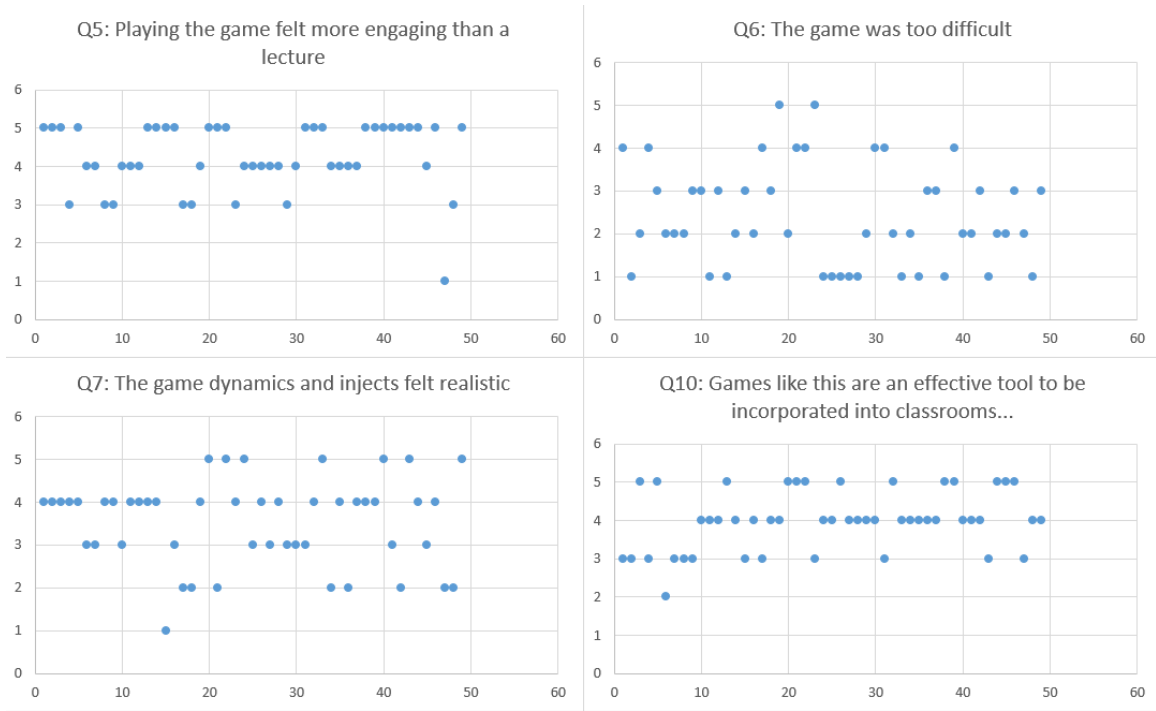 Q5: Playing the game felt more engaging than a
lecture
6
5
4
3
2
1
0
0 10 20 30 40 50 60
Q6: The game was too difficult
6
5
4
3
2
1
0
0 10 20 30 40 50 60
Q7: The game dynamics and injects felt realistic
6
5
4
3
2
1
0
0 10 20 30 40 50 60
Q10: Games like this are an effective tool to be
incorporated into classrooms...
6
5
4
3
2
1
0
0 10 20 30 40 50 60